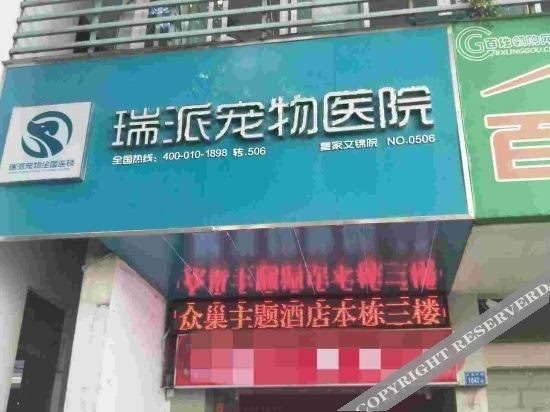 瑞派宠物医院
瑞派宠物全国连锁
全国热线：400-010-1898 转.506
皇家文锦院 NO.0506
百
众巢主题酒店本栋三楼
COPYRIGHT RESERVED